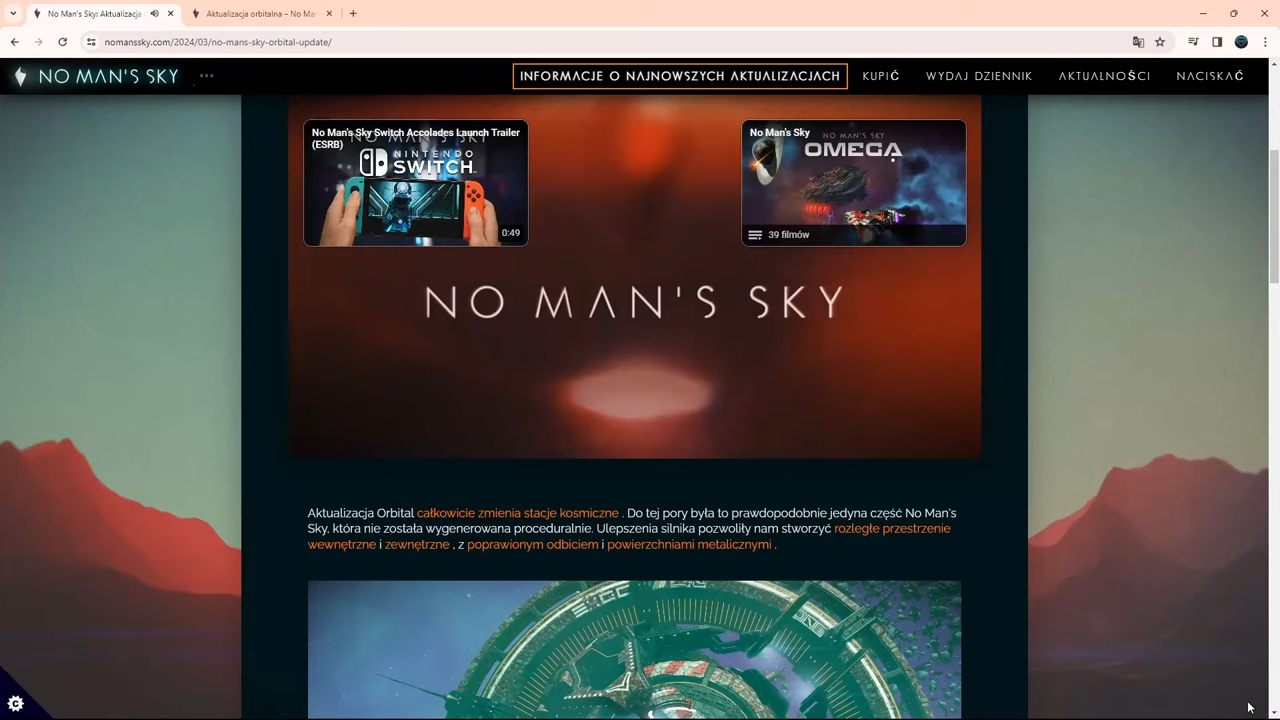 No Man's Sky: Aktualizacja
Aktualizacja orbitalna – No Man
nomanssky.com/2024/03/no-mans-sky-orbital-update/
NO MAN'S SKY
INFORMACJE O NAJNOWSZYCH AKTUALIZACJACH
KUPIĆ
WYDAJ DZIENNIK
AKTUALNOŚCI
NACISKAĆ
No Man's Sky Switch Accolades Launch Trailer
(ESRB)
NINTENDO
SWITCH
0:49
No Man's Sky
NO MAN'S SKY
OMEGA
39 filmów
NO MAN'S SKY
Aktualizacja Orbital całkowicie zmienia stacje kosmiczne . Do tej pory była to prawdopodobnie jedyna część No Man's
Sky, która nie została wygenerowana proceduralnie. Ulepszenia silnika pozwoliły nam stworzyć rozległe przestrzenie
wewnętrzne i zewnętrzne , z poprawionym odbiciem i powierzchniami metalicznymi .